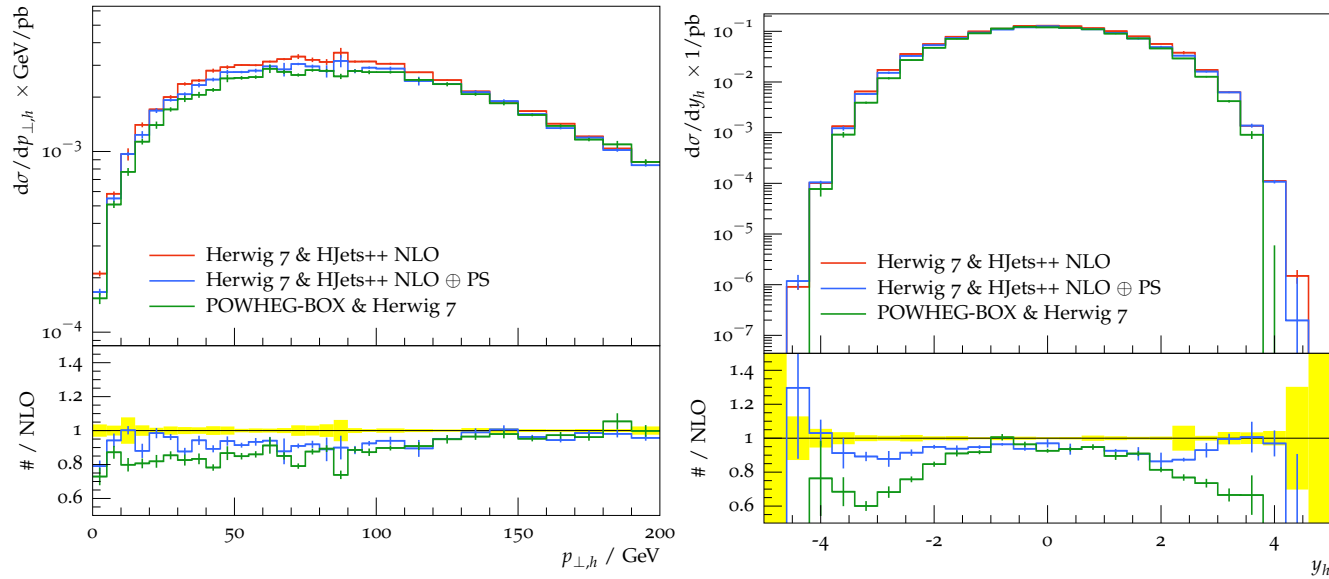 dσ/dp⊥,h × GeV/pb
10⁻³
10⁻⁴
Herwig 7 & HJets++ NLO
Herwig 7 & HJets++ NLO ⊕ PS
POWHEG-BOX & Herwig 7
# / NLO
1.4
1.2
1
0.8
0.6
0 50 100 150 200
p⊥,h / GeV
dσ/dy_h × 1/pb
10⁻¹
10⁻²
10⁻³
10⁻⁴
10⁻⁵
10⁻⁶
10⁻⁷
Herwig 7 & HJets++ NLO
Herwig 7 & HJets++ NLO ⊕ PS
POWHEG-BOX & Herwig 7
# / NLO
1.4
1.2
1
0.8
0.6
-4 -2 0 2 4
y_h